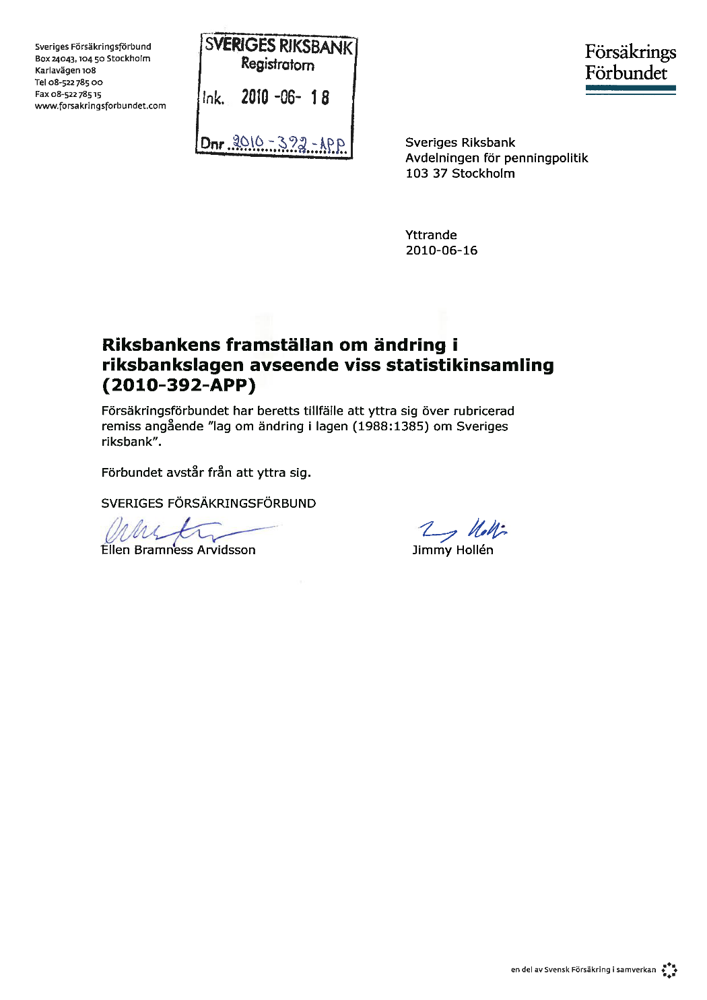 Sveriges Försäkringsförbund
Box 24043, 104 50 Stockholm
Karlavägen 108
Tel 08-522 785 00
Fax 08-522 785 15
www.forsakringsforbundet.com
SVERIGES RIKSBANK
Registratorn
Ink. 2010 -06- 18
Dnr 2010-392-APP
Försäkrings
Förbundet
Sveriges Riksbank
Avdelningen för penningpolitik
103 37 Stockholm
Yttrande
2010-06-16
Riksbankens framställan om ändring i
riksbankslagen avseende viss statistikinsamling
(2010-392-APP)
Försäkringsförbundet har beretts tillfälle att yttra sig över rubricerad
remiss angående ”lag om ändring i lagen (1988:1385) om Sveriges
riksbank”.
Förbundet avstår från att yttra sig.
SVERIGES FÖRSÄKRINGSFÖRBUND
Ellen Bramness Arvidsson
Jimmy Hollén
en del av Svensk Försäkring i samverkan